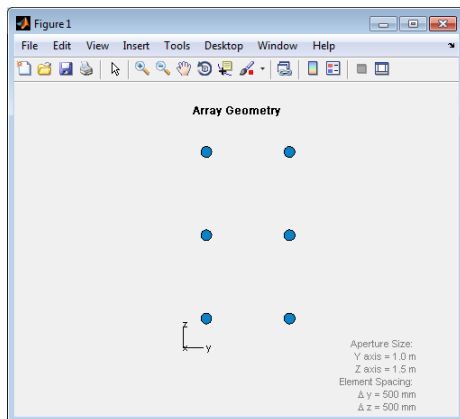 Figure 1
File Edit View Insert Tools Desktop Window Help
Array Geometry
z
x y
Aperture Size:
Y axis = 1.0 m
Z axis = 1.5 m
Element Spacing:
Δ y = 500 mm
Δ z = 500 mm